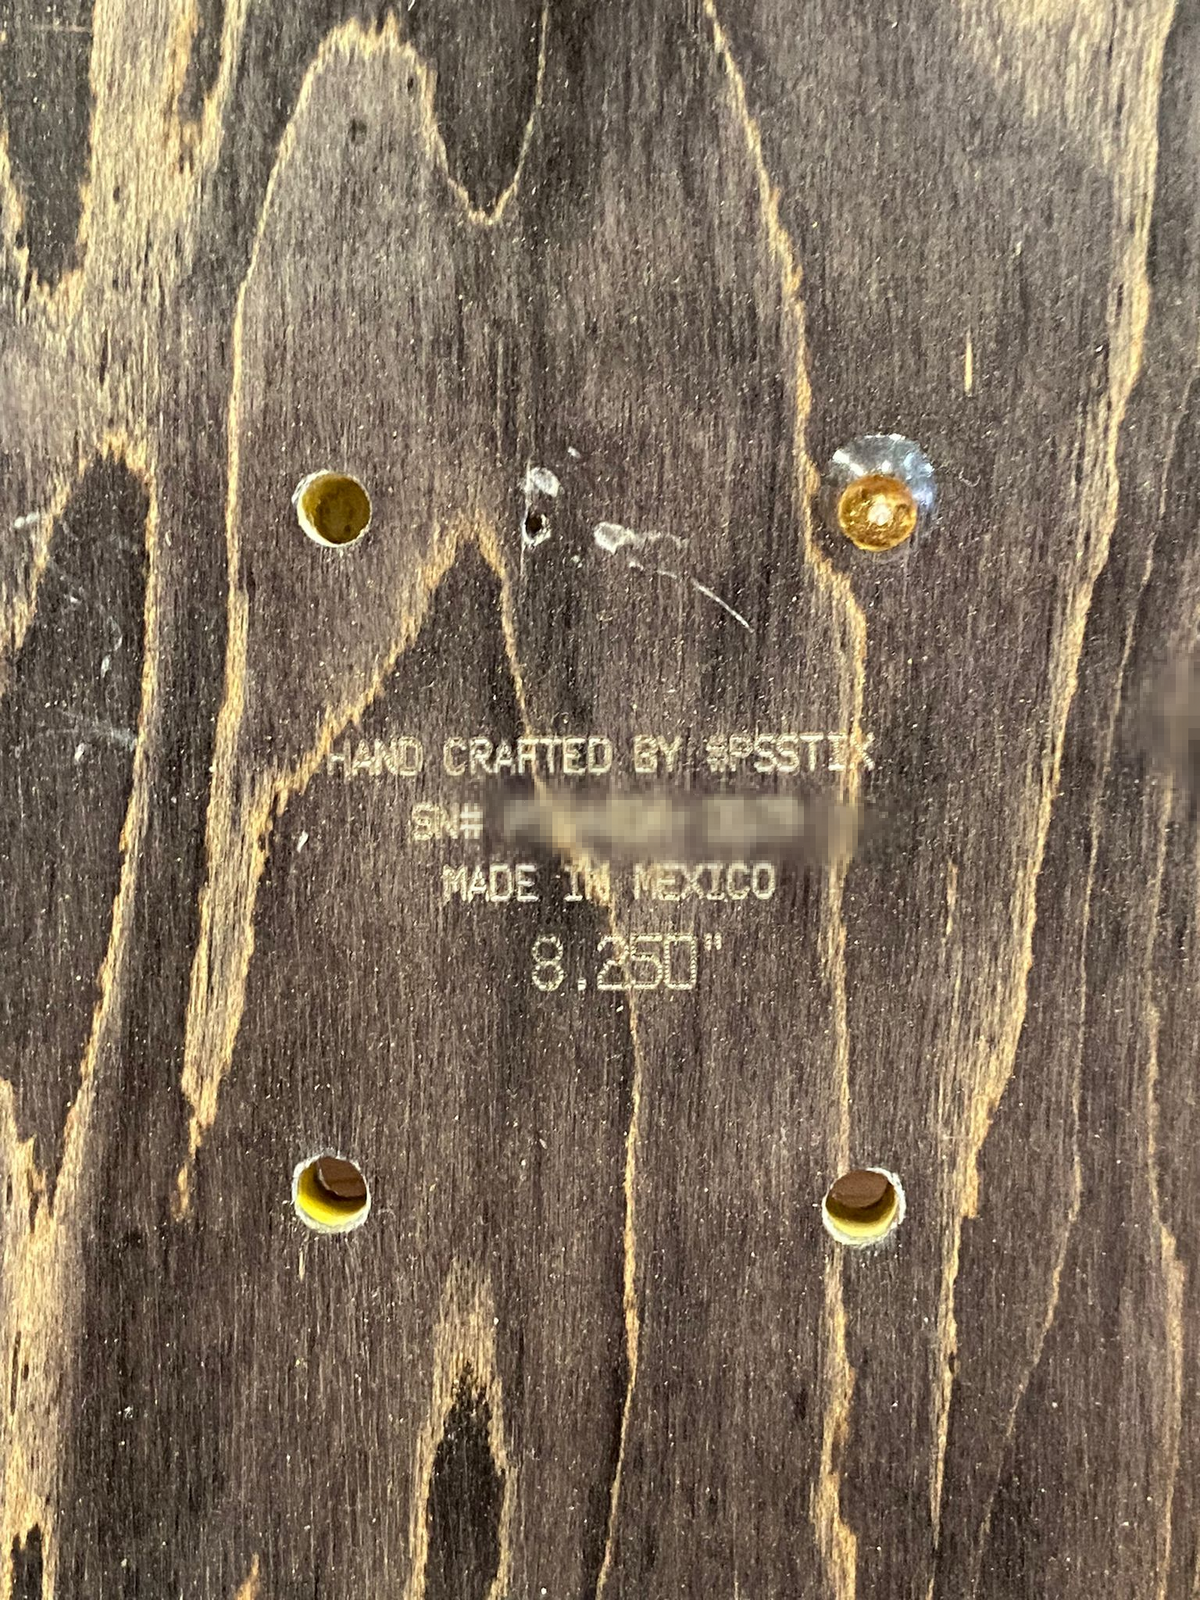 HAND CRAFTED BY #PSSTIX
SN#
MADE IN MEXICO
8.250"